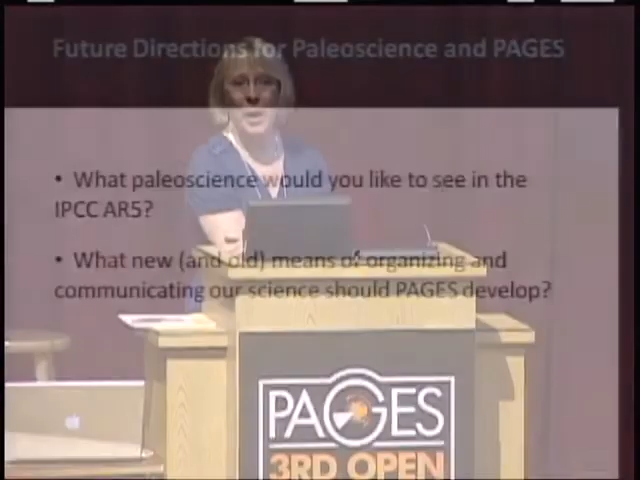 Future Directions for Paleoscience and PAGES
• What paleoscience would you like to see in the
IPCC AR5?
• What new (and old) means of organizing and
communicating our science should PAGES develop?
PAGES
3RD OPEN